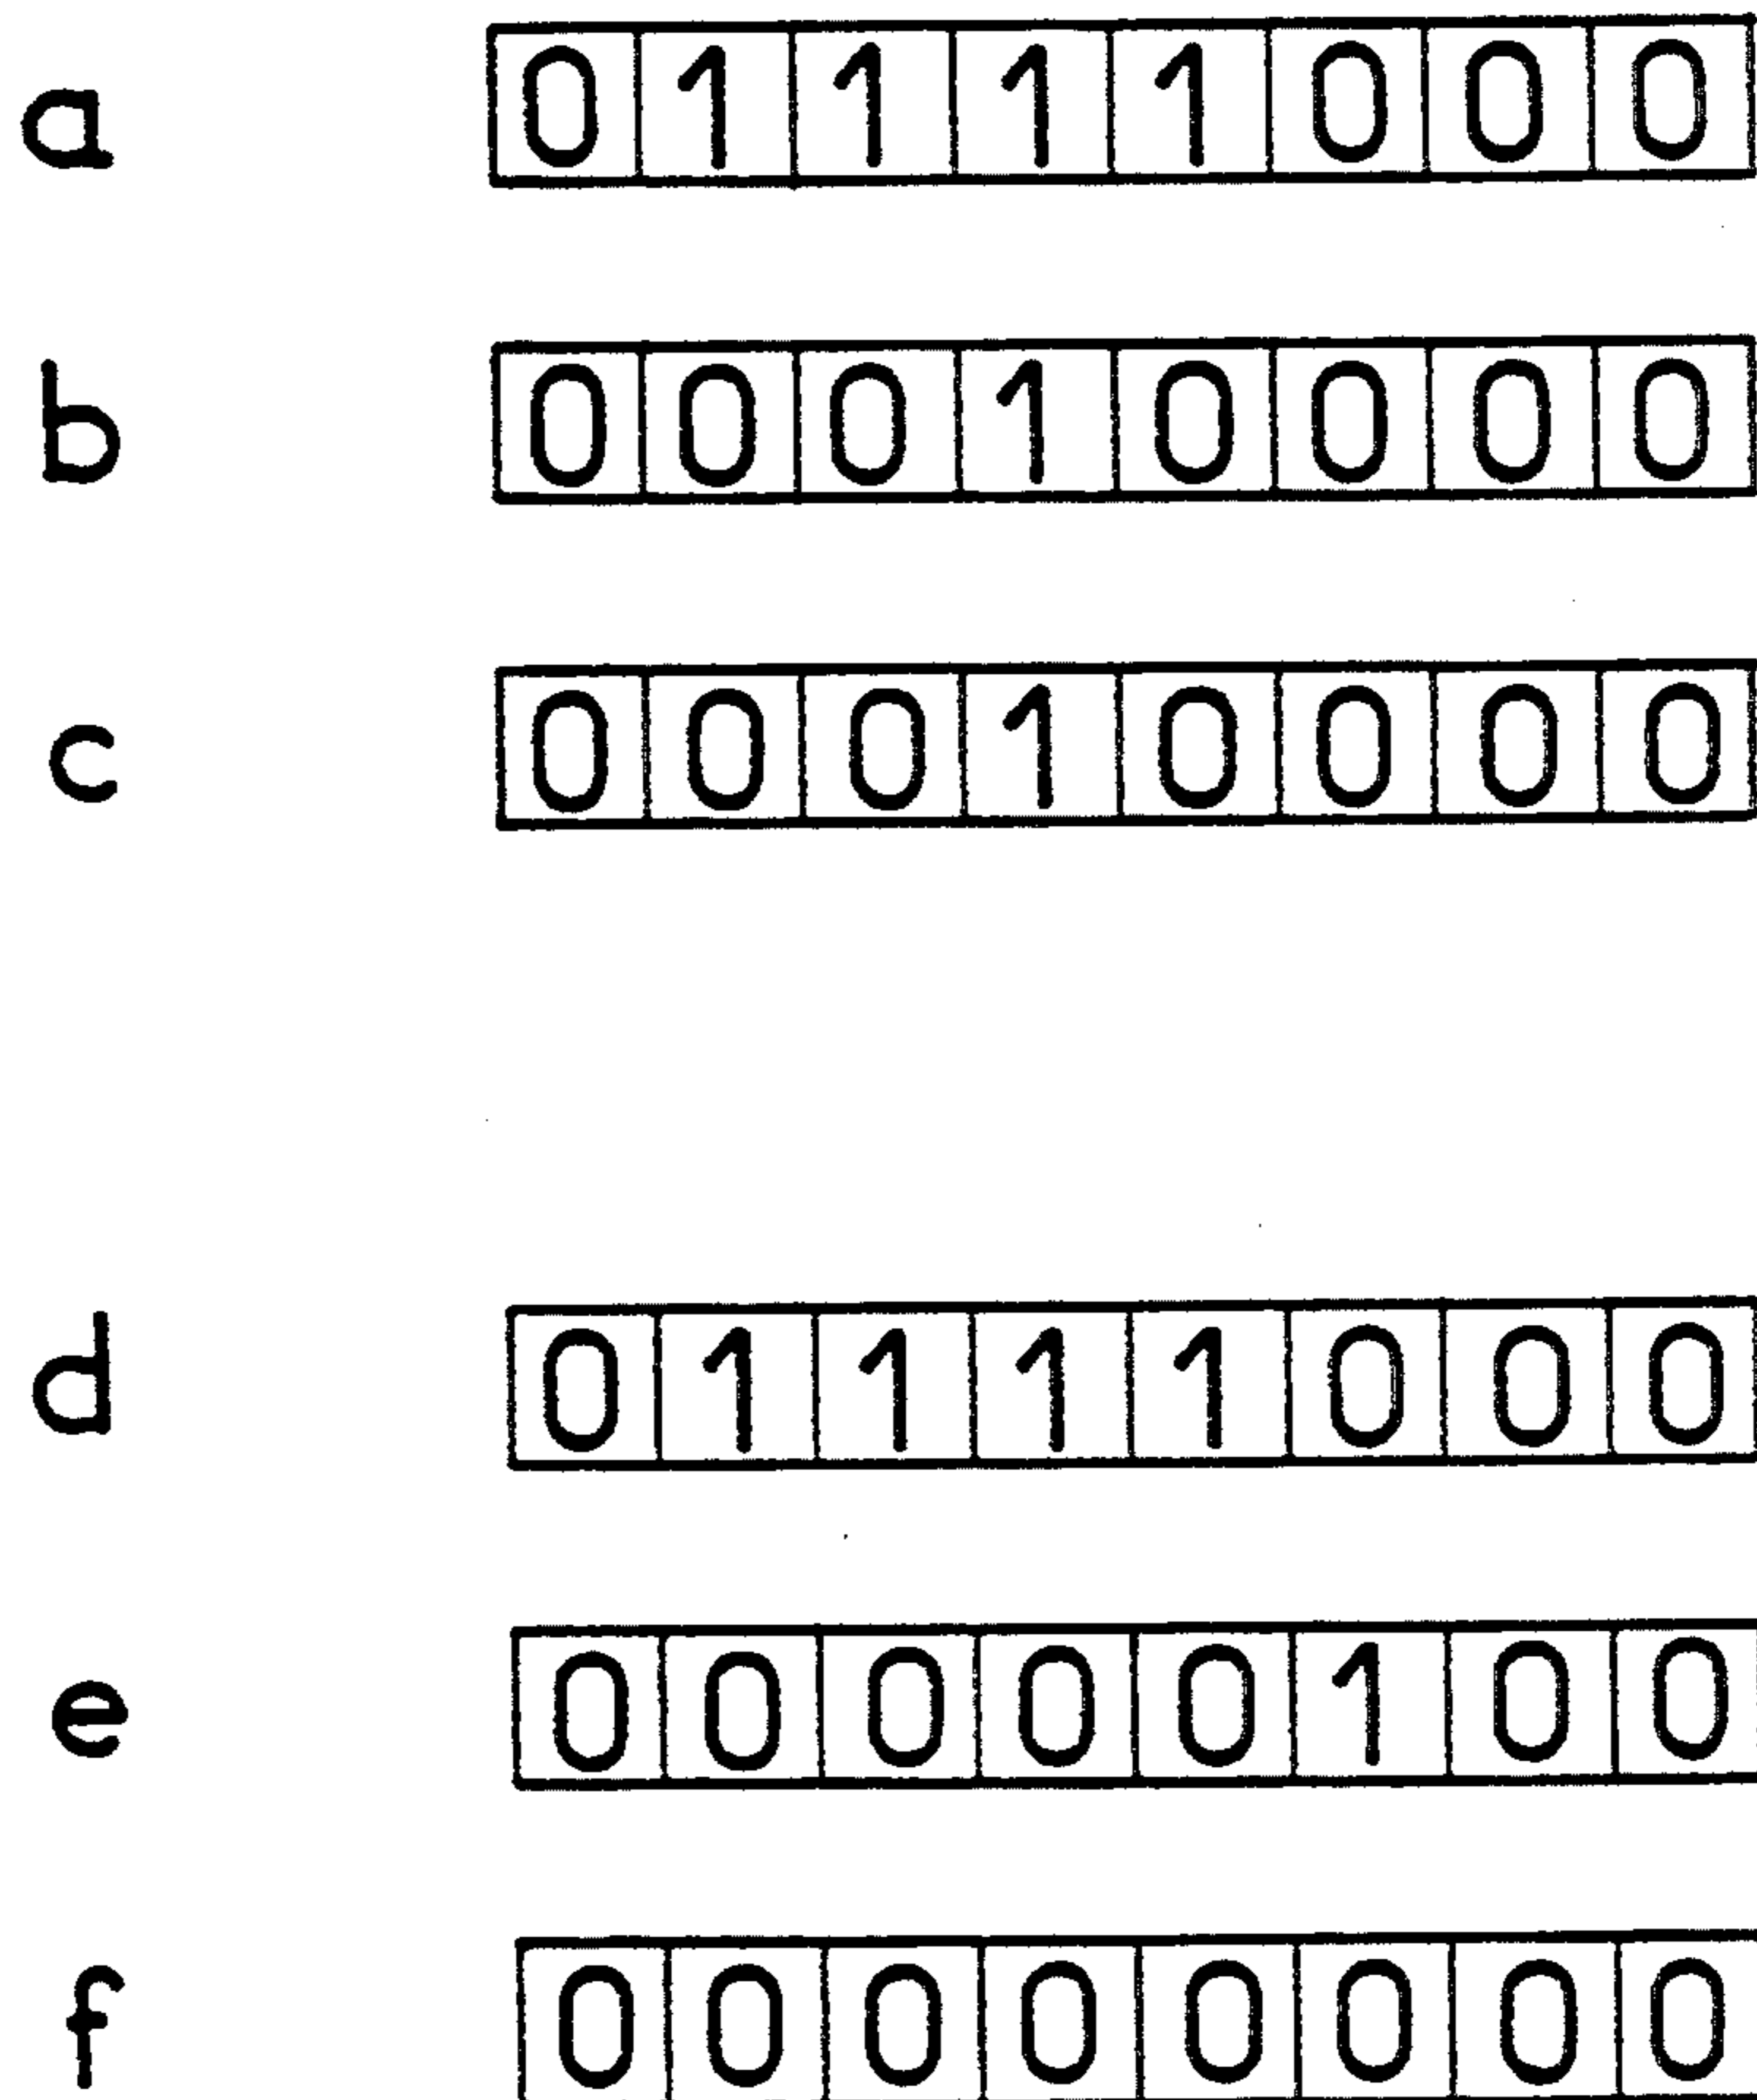 a 0 1 1 1 1 0 0 0
b 0 0 0 1 0 0 0 0
c 0 0 0 1 0 0 0 0
d 0 1 1 1 1 0 0 0
e 0 0 0 0 0 1 0 0
f 0 0 0 0 0 0 0 0